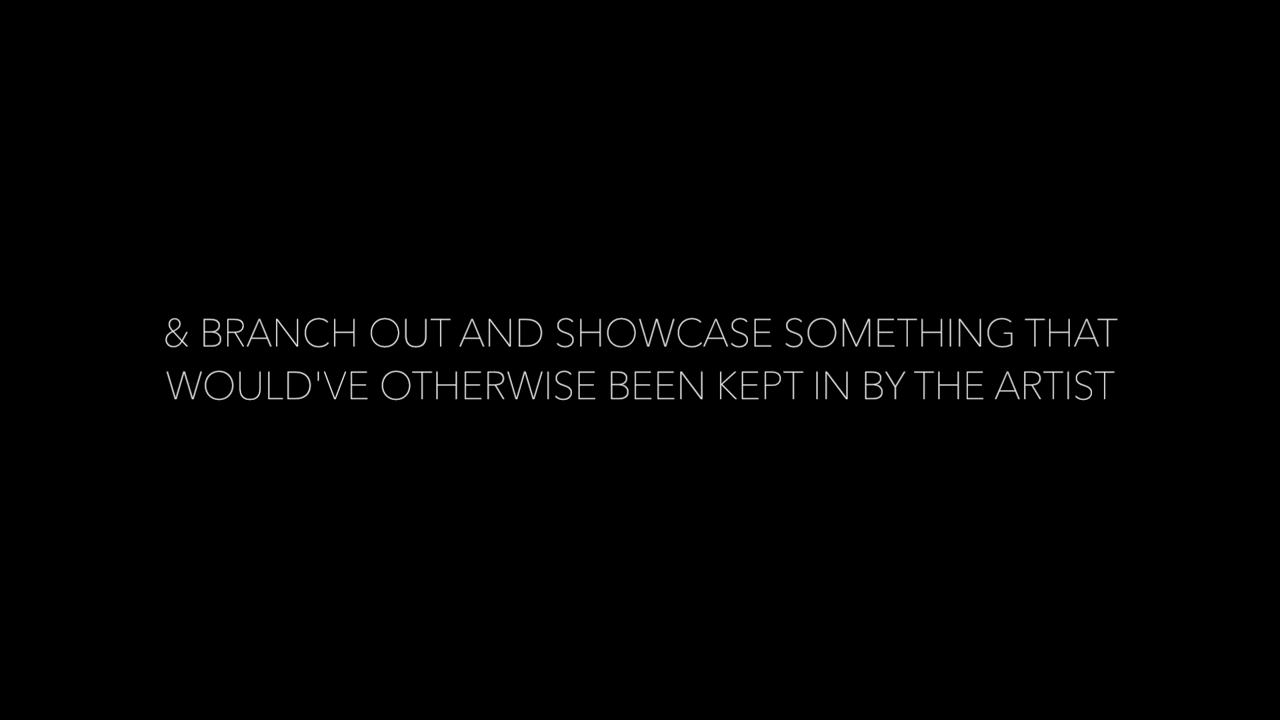 & BRANCH OUT AND SHOWCASE SOMETHING THAT
WOULD'VE OTHERWISE BEEN KEPT IN BY THE ARTIST